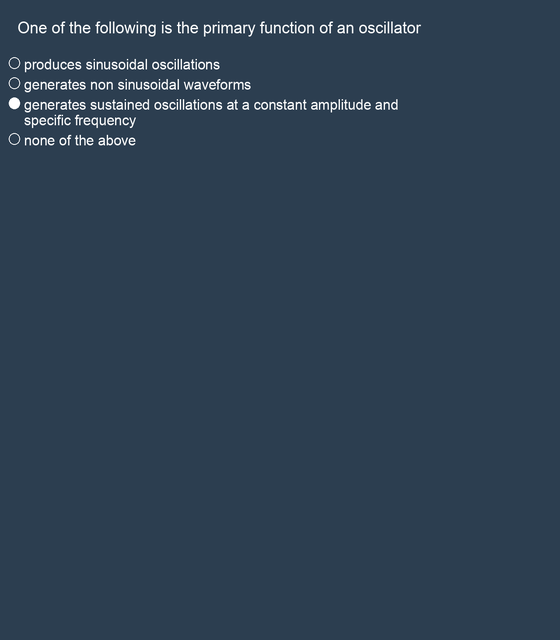 One of the following is the primary function of an oscillator
produces sinusoidal oscillations
generates non sinusoidal waveforms
generates sustained oscillations at a constant amplitude and
specific frequency
none of the above